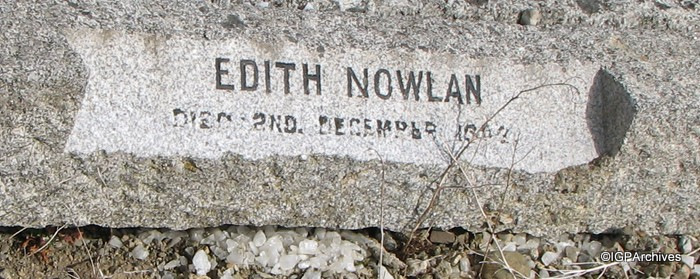 EDITH NOWLAN
DIED 2ND. DECEMBER
©IGPArchives